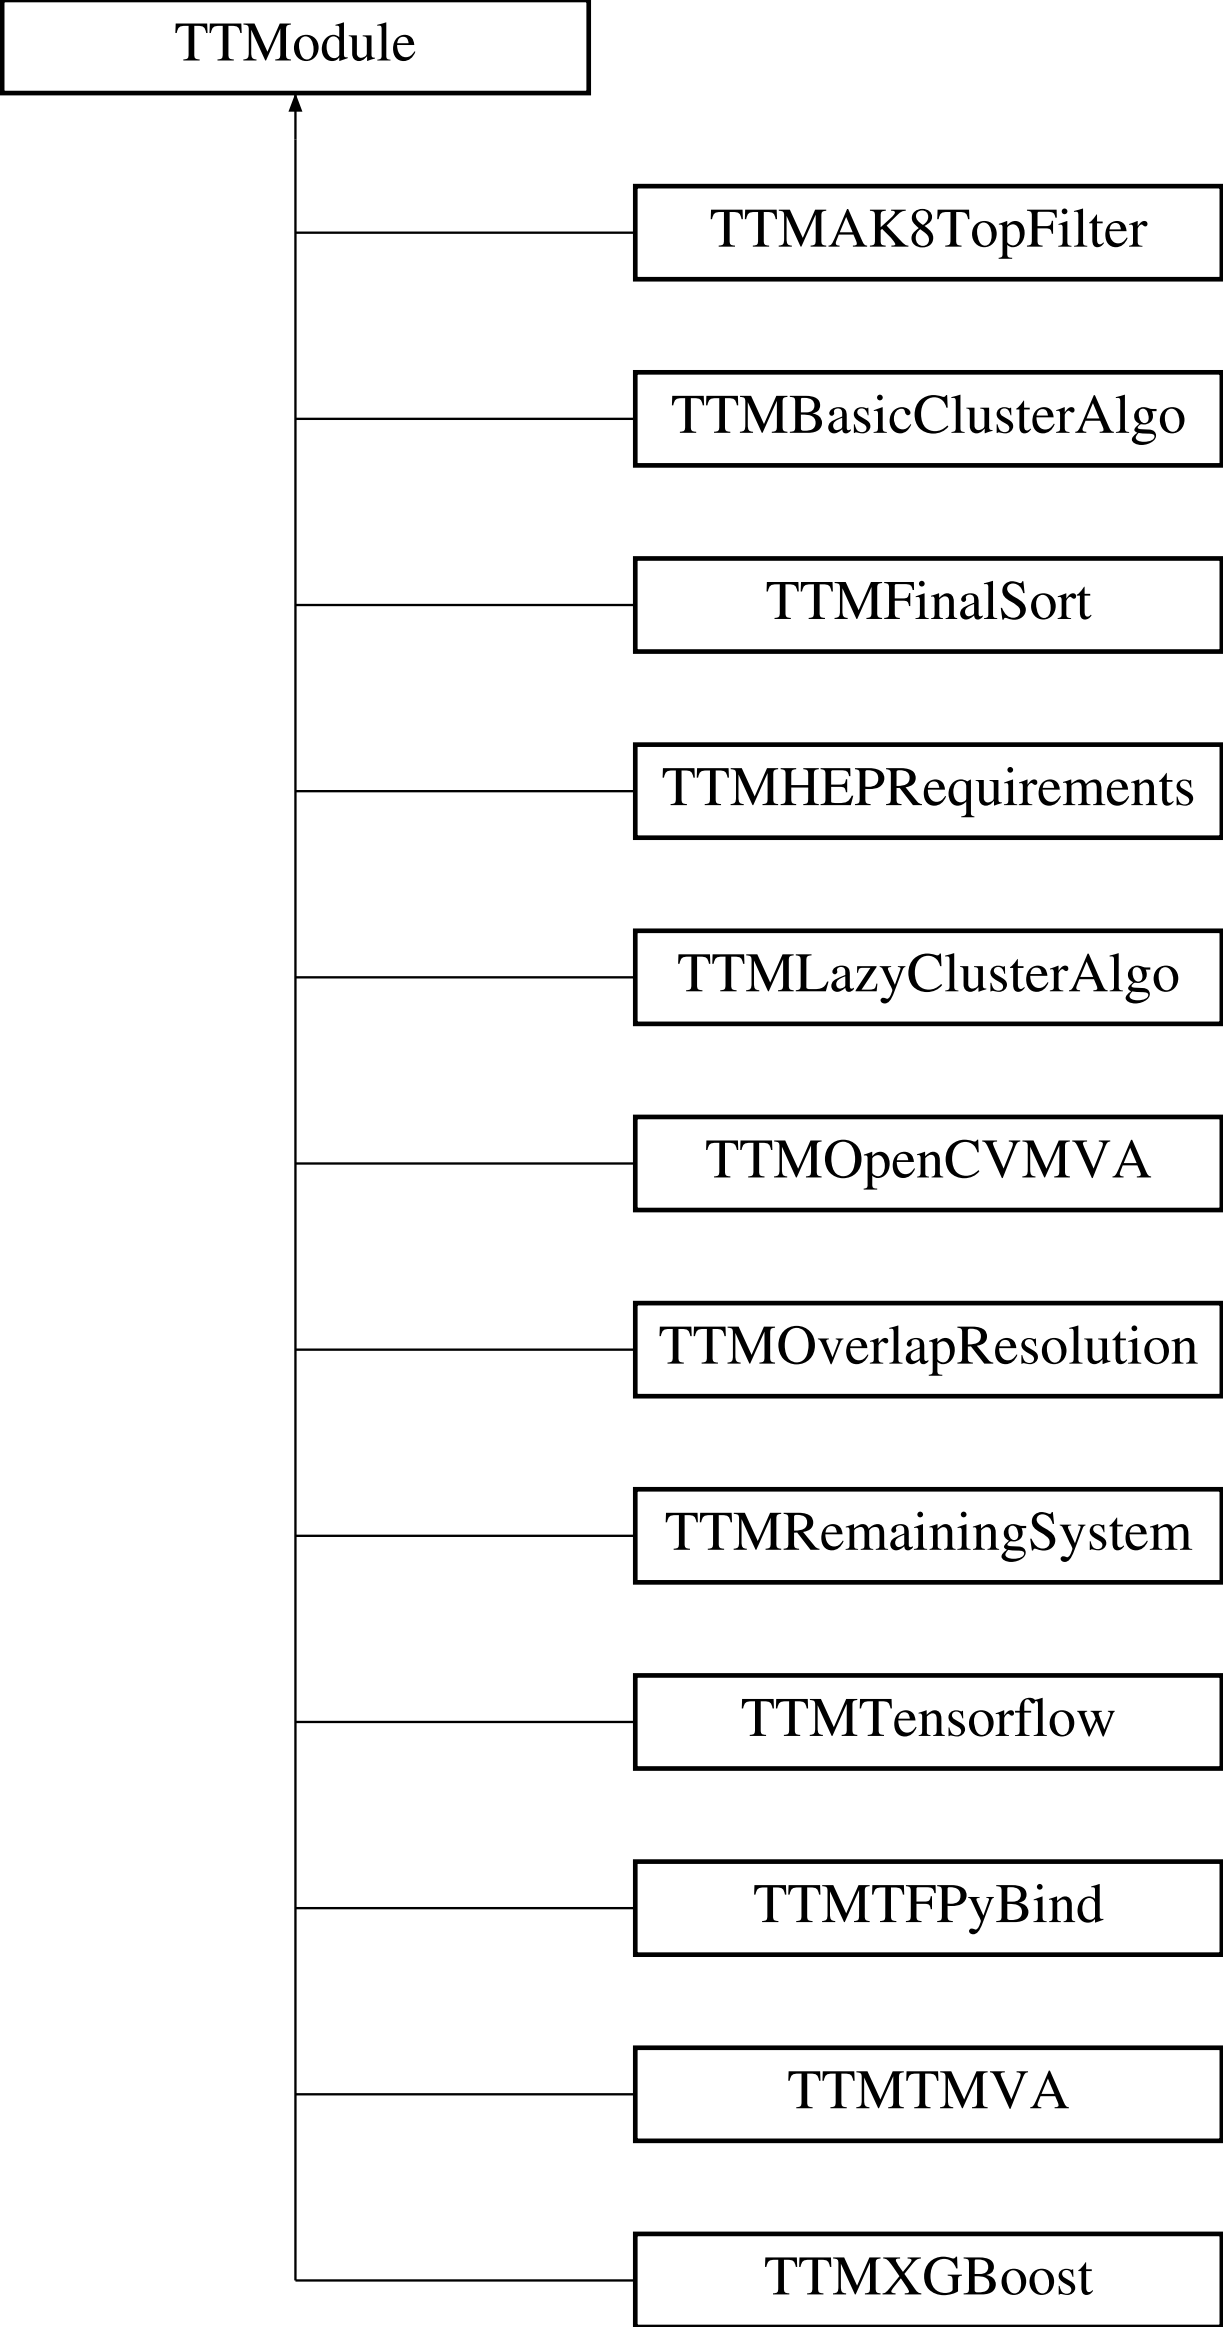 TTModule
TTMAK8TopFilter
TTMBasicClusterAlgo
TTMFinalSort
TTMHEPRequirements
TTMLazyClusterAlgo
TTMOpenCVMVA
TTMOverlapResolution
TTMRemainingSystem
TTMTensorflow
TTMTFPyBind
TTMTMVA
TTMXGBoost